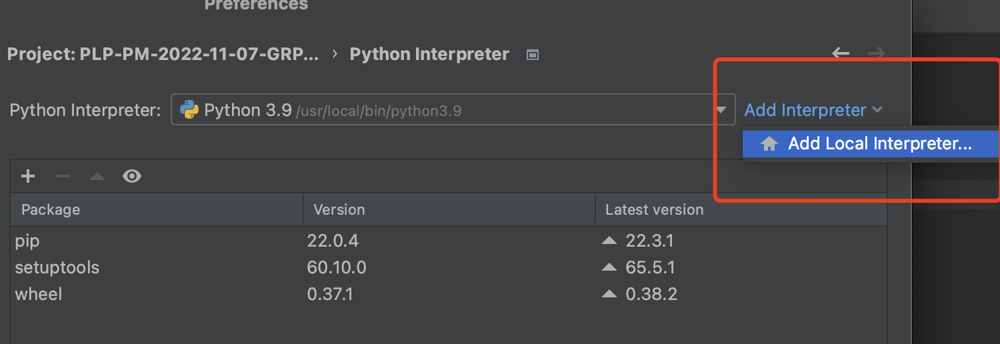 Preferences
Project: PLP-PM-2022-11-07-GRP... › Python Interpreter
Python Interpreter: Python 3.9 /usr/local/bin/python3.9 Add Interpreter
Add Local Interpreter...
Package Version Latest version
pip 22.0.4 22.3.1
setuptools 60.10.0 65.5.1
wheel 0.37.1 0.38.2